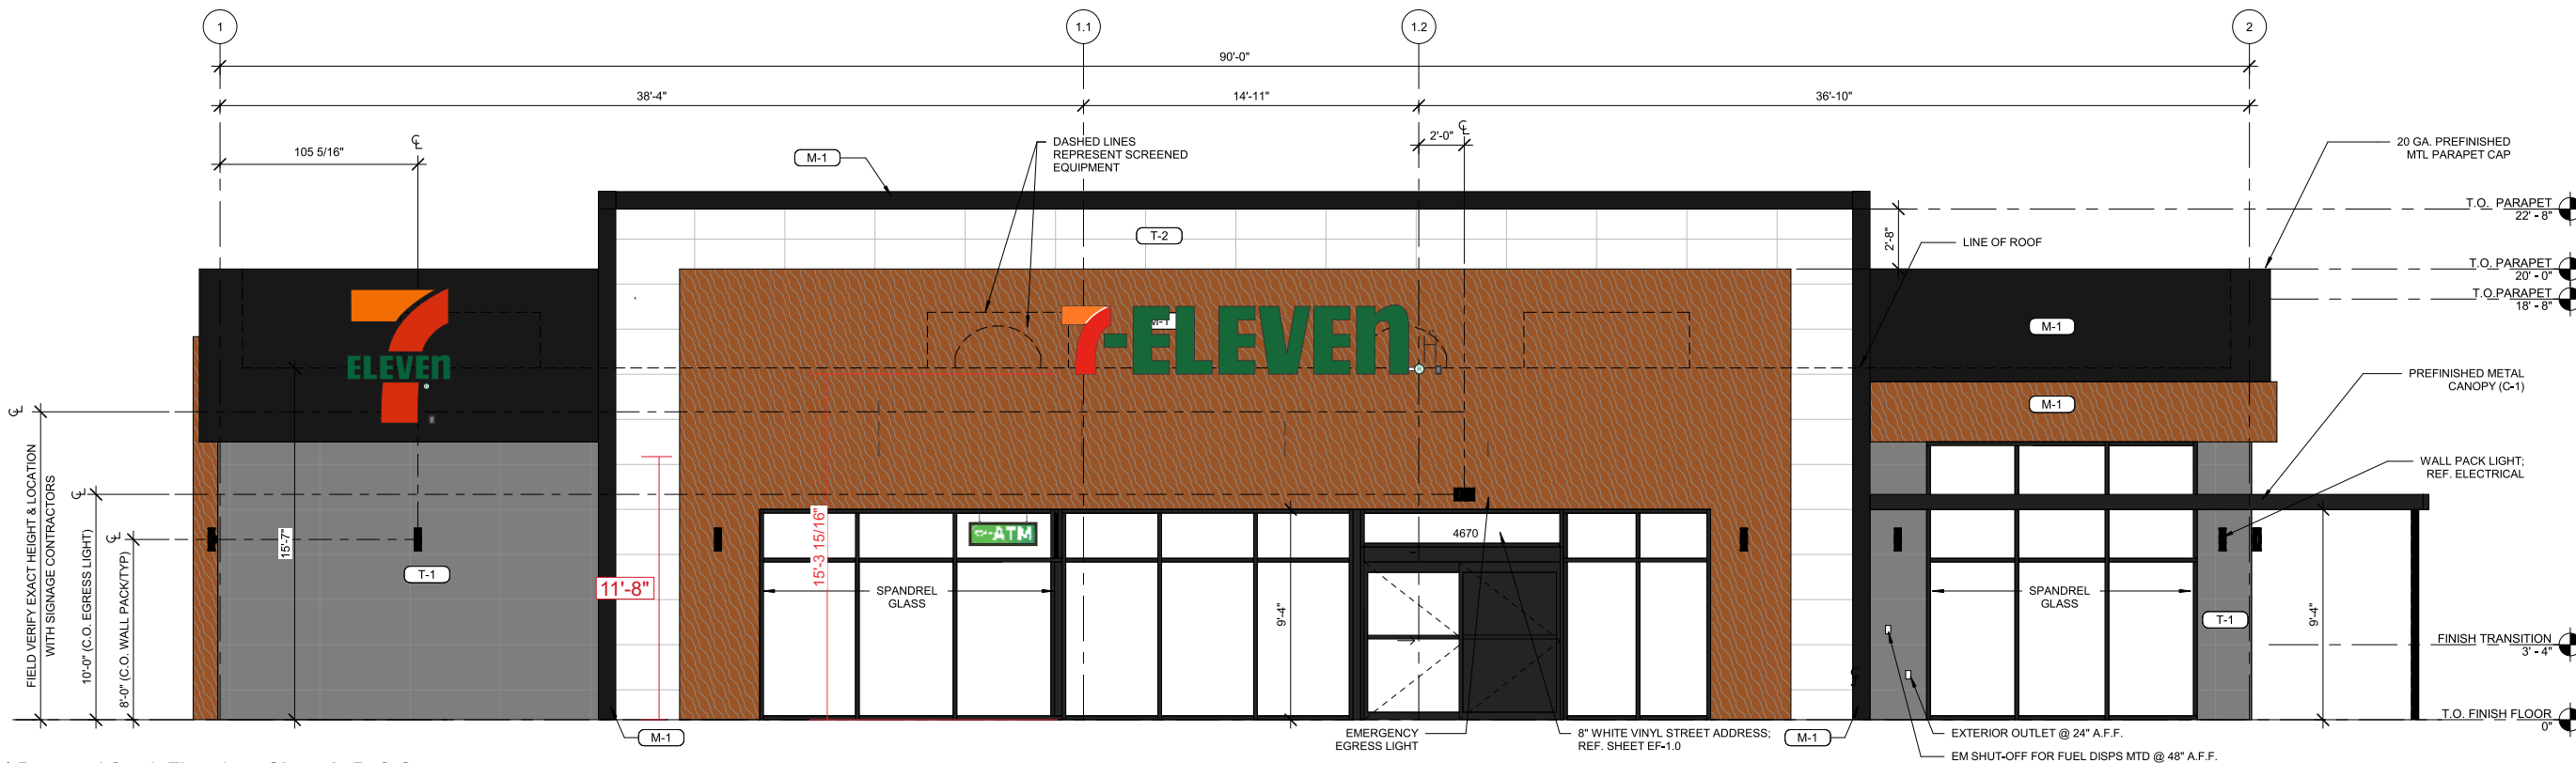 1
1.1
1.2
2
90'-0"
38'-4"
14'-11"
36'-10"
105 5/16"
2'-0"
M-1
DASHED LINES
REPRESENT SCREENED
EQUIPMENT
20 GA. PREFINISHED
MTL PARAPET CAP
T.O. PARAPET
22' - 8"
T-2
2'-8"
LINE OF ROOF
T.O. PARAPET
20' - 0"
T.O.PARAPET
18' - 8"
7
ELEVEn
®
7-ELEVEn
®
M-1
M-1
M-1
PREFINISHED METAL
CANOPY (C-1)
FIELD VERIFY EXACT HEIGHT & LOCATION
WITH SIGNAGE CONTRACTORS
10'-0" (C.O. EGRESS LIGHT)
8'-0" (C.O. WALL PACK/TYP)
15'-7"
T-1
11'-8"
15'-3 15/16"
ATM
4670
WALL PACK LIGHT;
REF. ELECTRICAL
SPANDREL
GLASS
9'-4"
SPANDREL
GLASS
T-1
9'-4"
FINISH TRANSITION
3' - 4"
T.O. FINISH FLOOR
0"
M-1
EMERGENCY
EGRESS LIGHT
8" WHITE VINYL STREET ADDRESS;
REF. SHEET EF-1.0
M-1
EXTERIOR OUTLET @ 24" A.F.F.
EM SHUT-OFF FOR FUEL DISPS MTD @ 48" A.F.F.